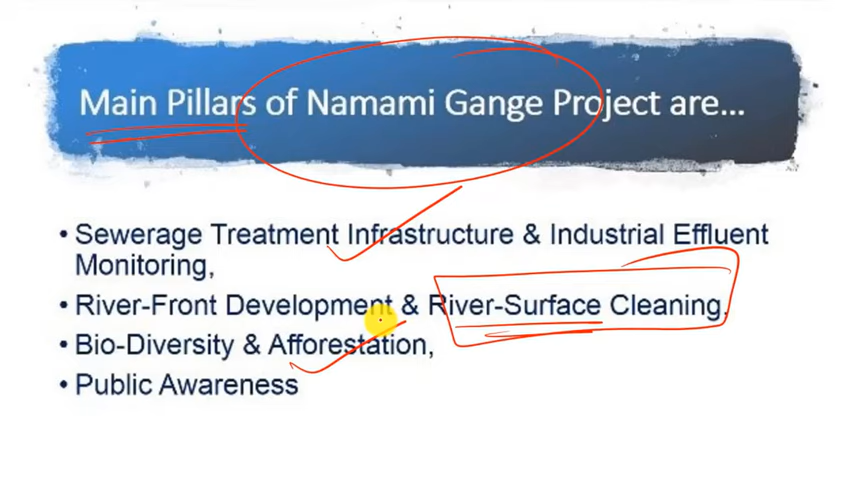 Main Pillars of Namami Gange Project are...
• Sewerage Treatment Infrastructure & Industrial Effluent
Monitoring,
• River-Front Development & River-Surface Cleaning,
• Bio-Diversity & Afforestation,
• Public Awareness